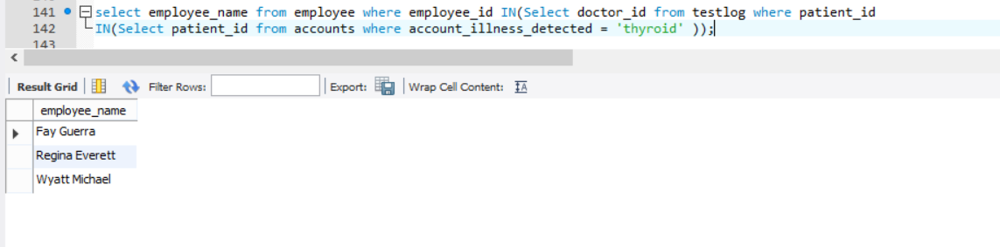 141 select employee_name from employee where employee_id IN(Select doctor_id from testlog where patient_id
142 IN(Select patient_id from accounts where account_illness_detected = 'thyroid' ));
143
Result Grid Filter Rows: Export: Wrap Cell Content: IA
employee_name
Fay Guerra
Regina Everett
Wyatt Michael